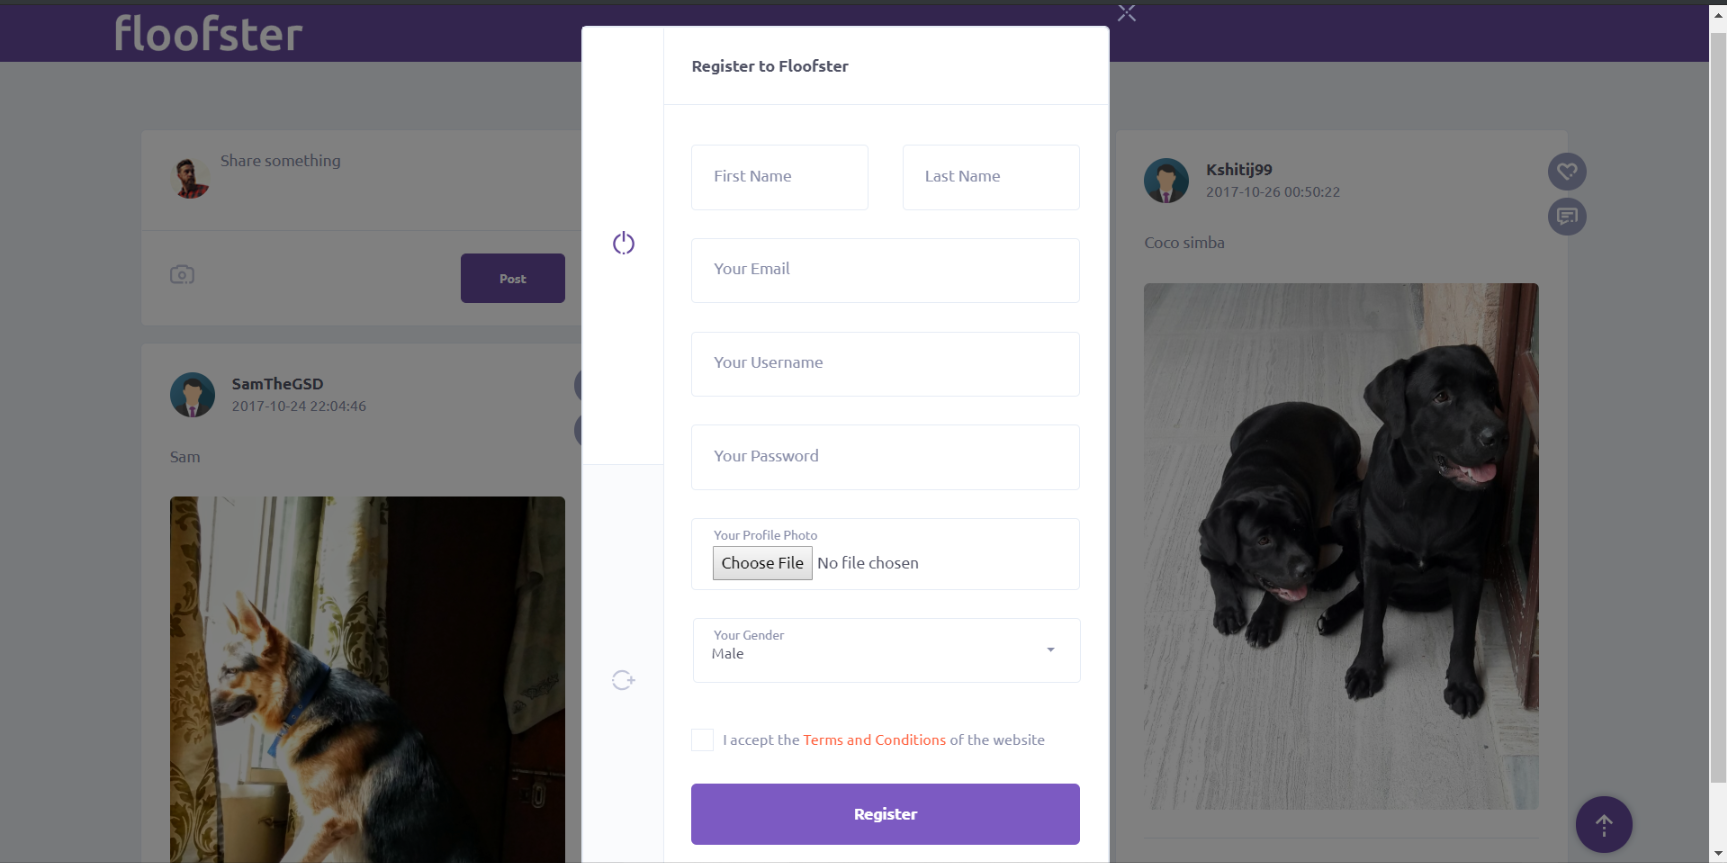 floofster
Share something
Post
SamTheGSD
2017-10-24 22:04:46
Sam
Register to Floofster
First Name
Last Name
Your Email
Your Username
Your Password
Your Profile Photo
Choose File No file chosen
Your Gender
Male
I accept the Terms and Conditions of the website
Register
Kshitij99
2017-10-26 00:50:22
Coco simba